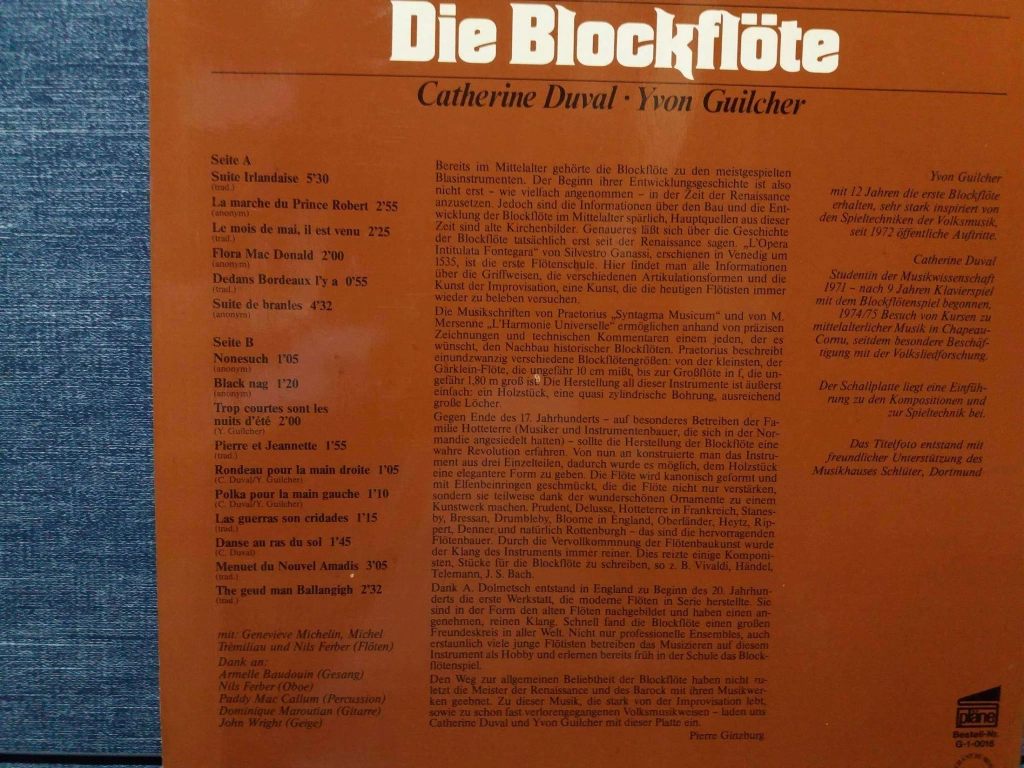 Die Blockflöte
Catherine Duval · Yvon Guilcher
Seite A
Suite Irlandaise 5'30
(trad.)
La marche du Prince Robert 2'55
(anonym)
Le mois de mai, il est venu 2'25
(trad.)
Flora Mac Donald 2'00
(anonym)
Dedans Bordeaux l'y a 0'55
(trad.)
Suite de branles 4'32
(anonym)
Seite B
Nonesuch 1'05
(anonym)
Black nag 1'20
(anonym)
Trop courtes sont les
nuits d'été 2'00
(Y. Guilcher)
Pierre et Jeannette 1'55
(trad.)
Rondeau pour la main droite 1'05
(C. Duval/Y. Guilcher)
Polka pour la main gauche 1'10
(C. Duval/Y. Guilcher)
Las guerras son cridades 1'15
(trad.)
Danse au ras du sol 1'45
(C. Duval)
Menuet du Nouvel Amadis 3'05
(trad.)
The geud man Ballangigh 2'32
(trad.)
mit: Geneviève Michelin, Michel
Trémiliau und Nils Ferber (Flöten)
Dank an:
Armelle Baudouin (Gesang)
Nils Ferber (Oboe)
Paddy Mac Callum (Percussion)
Dominique Maroutian (Gitarre)
John Wright (Geige)
Bereits im Mittelalter gehörte die Blockflöte zu den meistgespielten
Blasinstrumenten. Der Beginn ihrer Entwicklungsgeschichte ist also
nicht erst – wie vielfach angenommen – in der Zeit der Renaissance
anzusetzen. Jedoch sind die Informationen über den Bau und die Ent-
wicklung der Blockflöte im Mittelalter spärlich, Hauptquellen aus dieser
Zeit sind alte Kirchenbilder. Genaueres läßt sich über die Geschichte
der Blockflöte tatsächlich erst seit der Renaissance sagen. „L'Opera
Intitulata Fontegara“ von Silvestro Ganassi, erschienen in Venedig um
1535, ist die erste Flötenschule. Hier findet man alle Informationen
über die Griffweisen, die verschiedenen Artikulationsformen und die
Kunst der Improvisation, eine Kunst, die die heutigen Flötisten immer
wieder zu beleben versuchen.
Die Musikschriften von Praetorius „Syntagma Musicum“ und von M.
Mersenne „L'Harmonie Universelle“ ermöglichen anhand von präzisen
Zeichnungen und technischen Kommentaren einem jeden, der es
wünscht, den Nachbau historischer Blockflöten. Praetorius beschreibt
einundzwanzig verschiedene Blockflötengrößen: von der kleinsten, der
Garklein-Flöte, die ungefähr 10 cm mißt, bis zur Großflöte in f, die un-
gefähr 1,80 m groß ist. Die Herstellung all dieser Instrumente ist äußerst
einfach: ein Holzstück, eine quasi zylindrische Bohrung, ausreichend
große Löcher.
Gegen Ende des 17. Jahrhunderts – auf besonderes Betreiben der Fa-
milie Hotteterre (Musiker und Instrumentenbauer, die sich in der Nor-
mandie angesiedelt hatten) – sollte die Herstellung der Blockflöte eine
wahre Revolution erfahren. Von nun an konstruierte man das Instru-
ment aus drei Einzelteilen, dadurch wurde es möglich, dem Holzstück
eine elegantere Form zu geben. Die Flöte wird kanonisch geformt und
mit Elfenbeinringen geschmückt, die die Flöte nicht nur verstärken,
sondern sie teilweise dank der wunderschönen Ornamente zu einem
Kunstwerk machen. Prudent, Delusse, Hotteterre in Frankreich, Stanes-
by, Bressan, Drumbleby, Bloome in England, Oberländer, Heytz, Rip-
pert, Denner und natürlich Rottenburgh – das sind die hervorragenden
Flötenbauer. Durch die Vervollkommnung der Flötenbaukunst wurde
der Klang des Instruments immer reiner. Dies reizte einige Komponi-
sten, Stücke für die Blockflöte zu schreiben, so z. B. Vivaldi, Händel,
Telemann, J. S. Bach.
Dank A. Dolmetsch entstand in England zu Beginn des 20. Jahrhun-
derts die erste Werkstatt, die moderne Flöten in Serie herstellte. Sie
sind in der Form den alten Flöten nachgebildet und haben einen an-
genehmen, reinen Klang. Schnell fand die Blockflöte einen großen
Freundeskreis in aller Welt. Nicht nur professionelle Ensembles, auch
erstaunlich viele junge Flötisten betreiben das Musizieren auf diesem
Instrument als Hobby und erlernen bereits früh in der Schule das Block-
flötenspiel.
Den Weg zur allgemeinen Beliebtheit der Blockflöte haben nicht zu-
letzt die Meister der Renaissance und des Barock mit ihren Musikwer-
ken geebnet. Zu dieser Musik, die stark von der Improvisation lebt,
sowie zu schon fast verlorengegangenen Volksmusikweisen – laden uns
Catherine Duval und Yvon Guilcher mit dieser Platte ein.
Pierre Gintzburg
Yvon Guilcher
mit 12 Jahren die erste Blockflöte
erhalten, sehr stark inspiriert von
den Spieltechniken der Volksmusik,
seit 1972 öffentliche Auftritte.
Catherine Duval
Studentin der Musikwissenschaft
1971 – nach 9 Jahren Klavierspiel
mit dem Blockflötenspiel begonnen,
1974/75 Besuch von Kursen zu
mittelalterlicher Musik in Chapeau-
Cornu, seitdem besondere Beschäf-
tigung mit der Volksliedforschung.
Der Schallplatte liegt eine Einfüh-
rung zu den Kompositionen und
zur Spieltechnik bei.
Das Titelfoto entstand mit
freundlicher Unterstützung des
Musikhauses Schlüter, Dortmund
pläne
Bestell-Nr.
G-1-0016